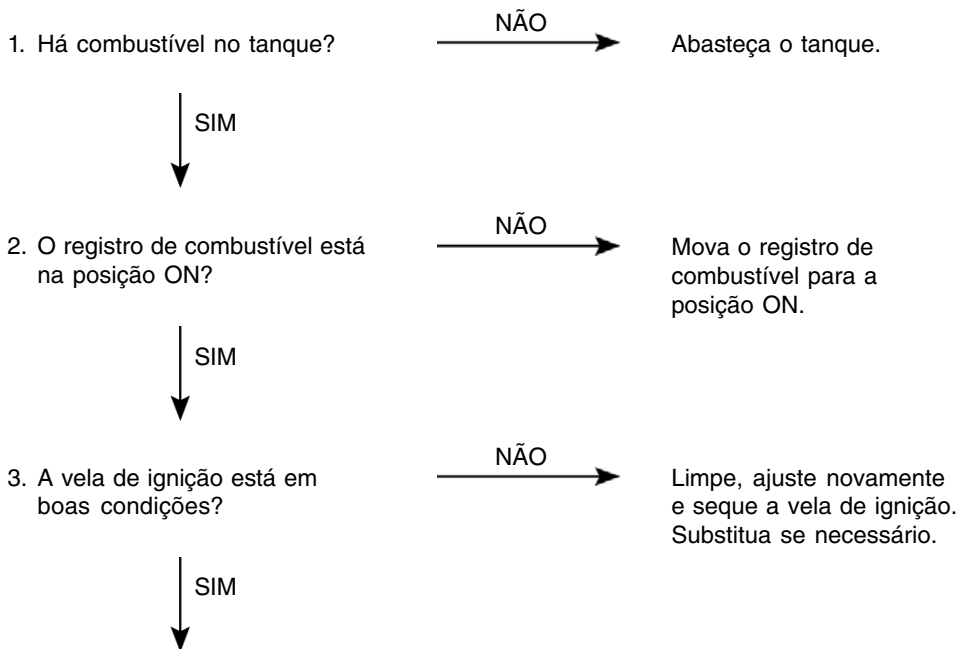 1. Há combustível no tanque?
NÃO
Abasteça o tanque.
SIM
2. O registro de combustível está
na posição ON?
NÃO
Mova o registro de
combustível para a
posição ON.
SIM
3. A vela de ignição está em
boas condições?
NÃO
Limpe, ajuste novamente
e seque a vela de ignição.
Substitua se necessário.
SIM